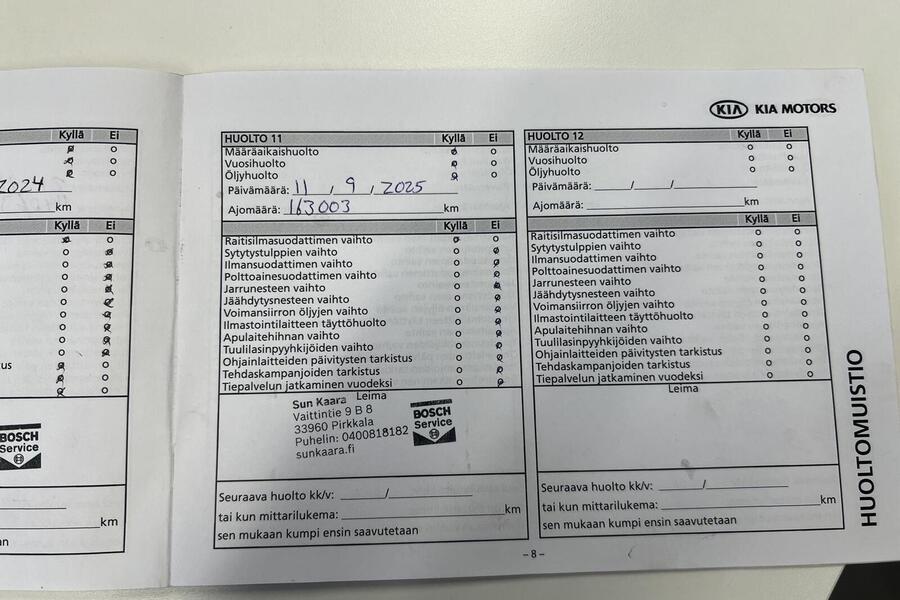 Kyllä Ei
2024
km
Kyllä Ei
us
BOSCH
Service
km
an
KIA KIA MOTORS
HUOLTO 11 Kyllä Ei
Määräaikaishuolto
Vuosihuolto
Öljyhuolto
Päivämäärä: 11 / 9 / 2025
Ajomäärä: 163003 km
Kyllä Ei
Raitisilmasuodattimen vaihto
Sytytystulppien vaihto
Ilmansuodattimen vaihto
Polttoainesuodattimen vaihto
Jarrunesteen vaihto
Jäähdytysnesteen vaihto
Voimansiirron öljyjen vaihto
Ilmastointilaitteen täyttöhuolto
Apulaitehihnan vaihto
Tuulilasinpyyhkijöiden vaihto
Ohjainlaitteiden päivitysten tarkistus
Tehdaskampanjoiden tarkistus
Tiepalvelun jatkaminen vuodeksi
Leima
Sun Kaara
Vaittintie 9 B 8
33960 Pirkkala
Puhelin: 0400818182
sunkaara.fi
BOSCH
Service
Seuraava huolto kk/v: /
tai kun mittarilukema: km
sen mukaan kumpi ensin saavutetaan
HUOLTO 12 Kyllä Ei
Määräaikaishuolto
Vuosihuolto
Öljyhuolto
Päivämäärä: / /
Ajomäärä: km
Kyllä Ei
Raitisilmasuodattimen vaihto
Sytytystulppien vaihto
Ilmansuodattimen vaihto
Polttoainesuodattimen vaihto
Jarrunesteen vaihto
Jäähdytysnesteen vaihto
Voimansiirron öljyjen vaihto
Ilmastointilaitteen täyttöhuolto
Apulaitehihnan vaihto
Tuulilasinpyyhkijöiden vaihto
Ohjainlaitteiden päivitysten tarkistus
Tehdaskampanjoiden tarkistus
Tiepalvelun jatkaminen vuodeksi
Leima
Seuraava huolto kk/v: /
tai kun mittarilukema: km
sen mukaan kumpi ensin saavutetaan
HUOLTOMUISTIO
– 8 –